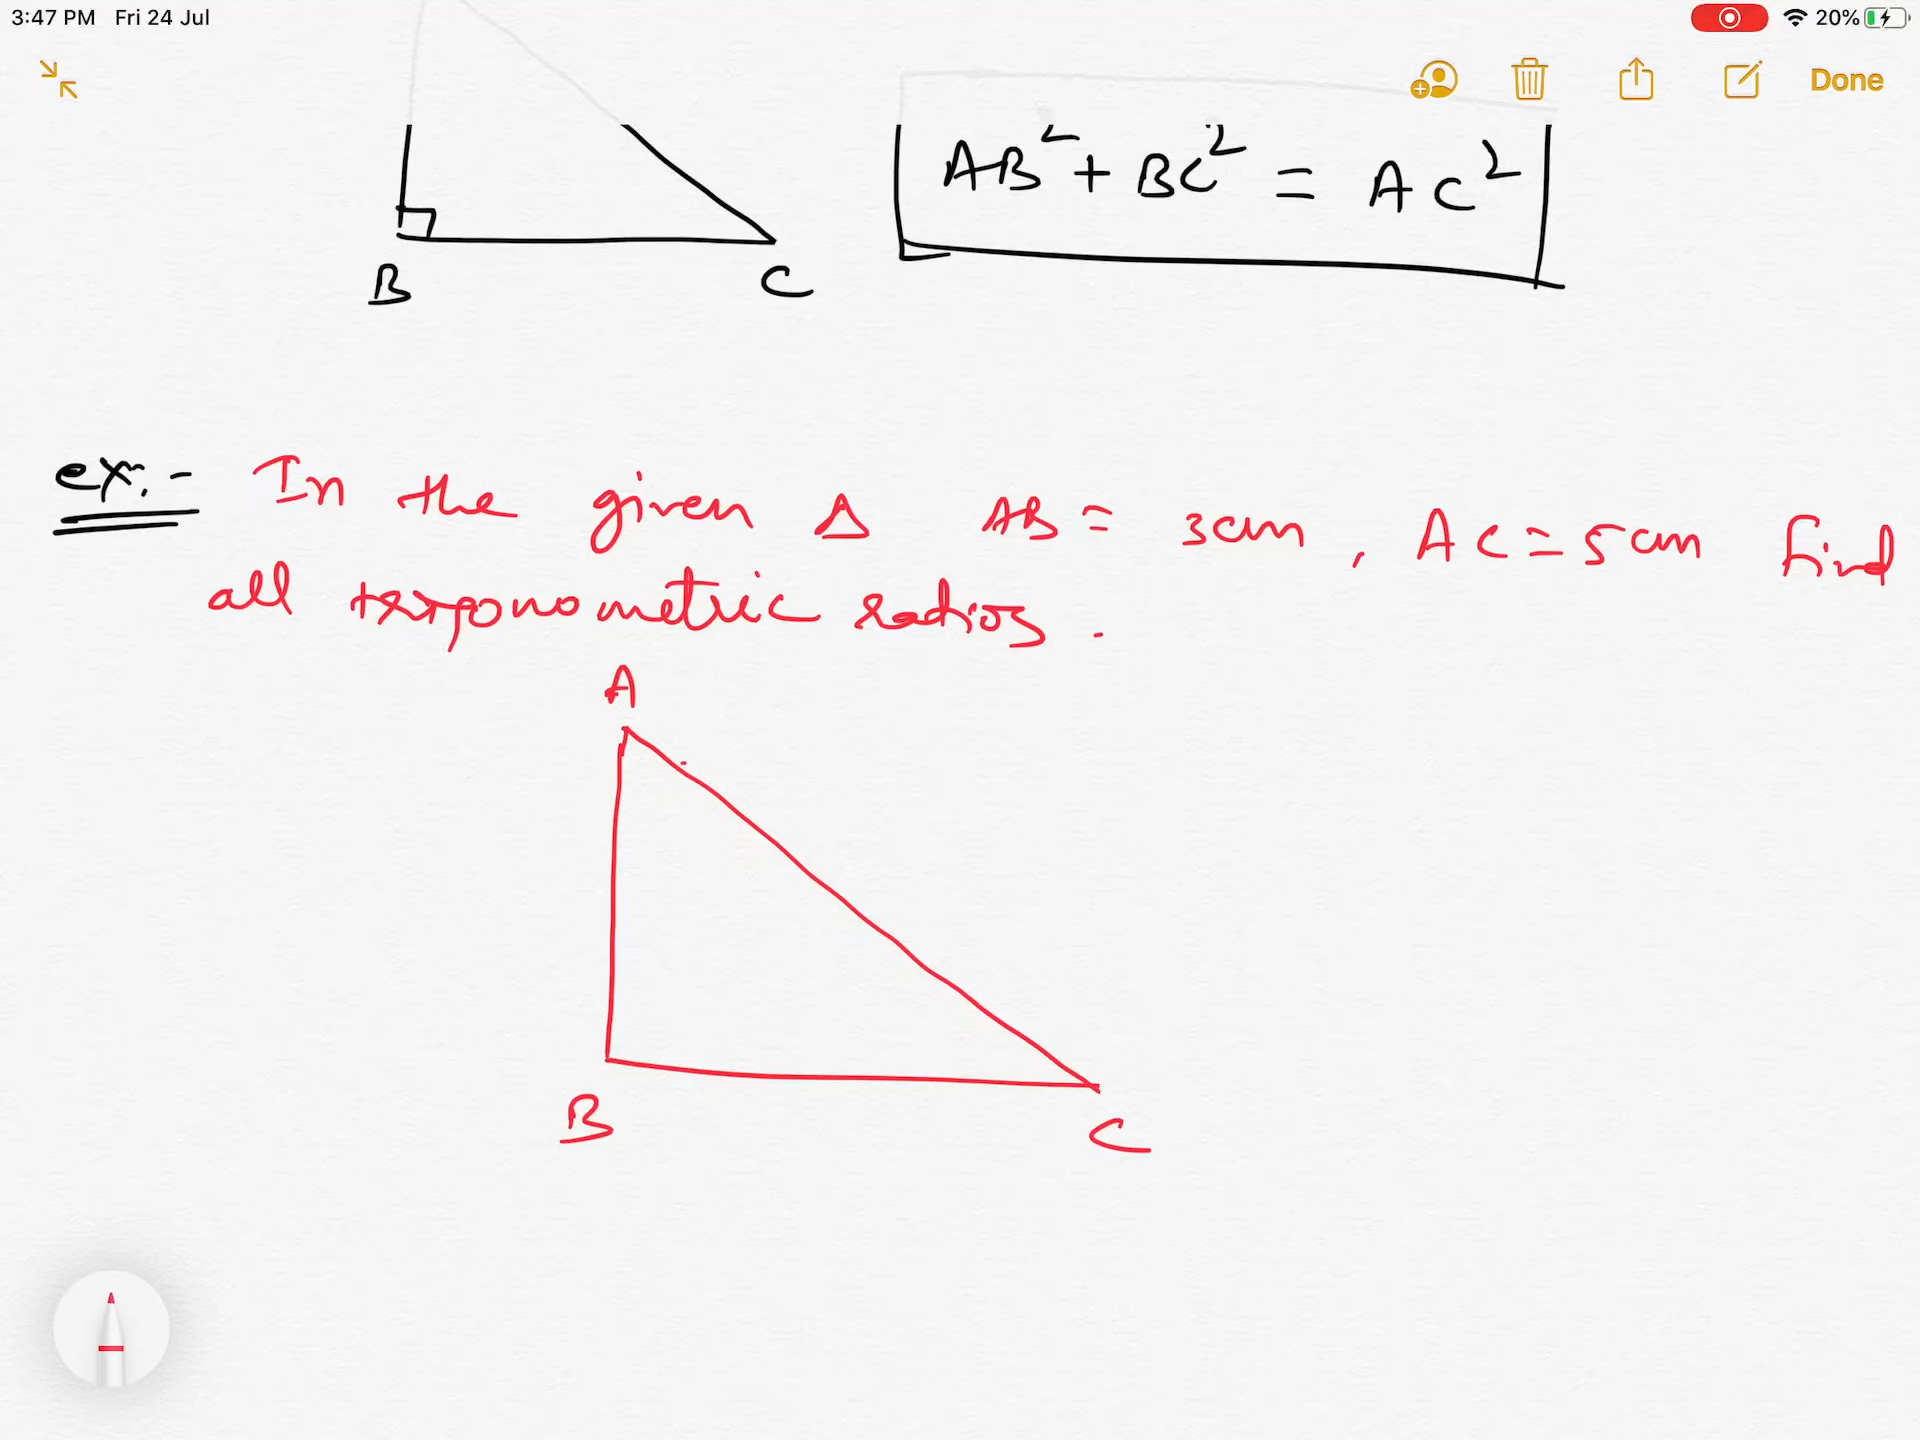 3:47 PM Fri 24 Jul
20%
Done
AB² + BC² = AC²
B
C
ex:- In the given Δ AB = 3cm, AC = 5cm find
all trigonometric ratios.
A
B
C